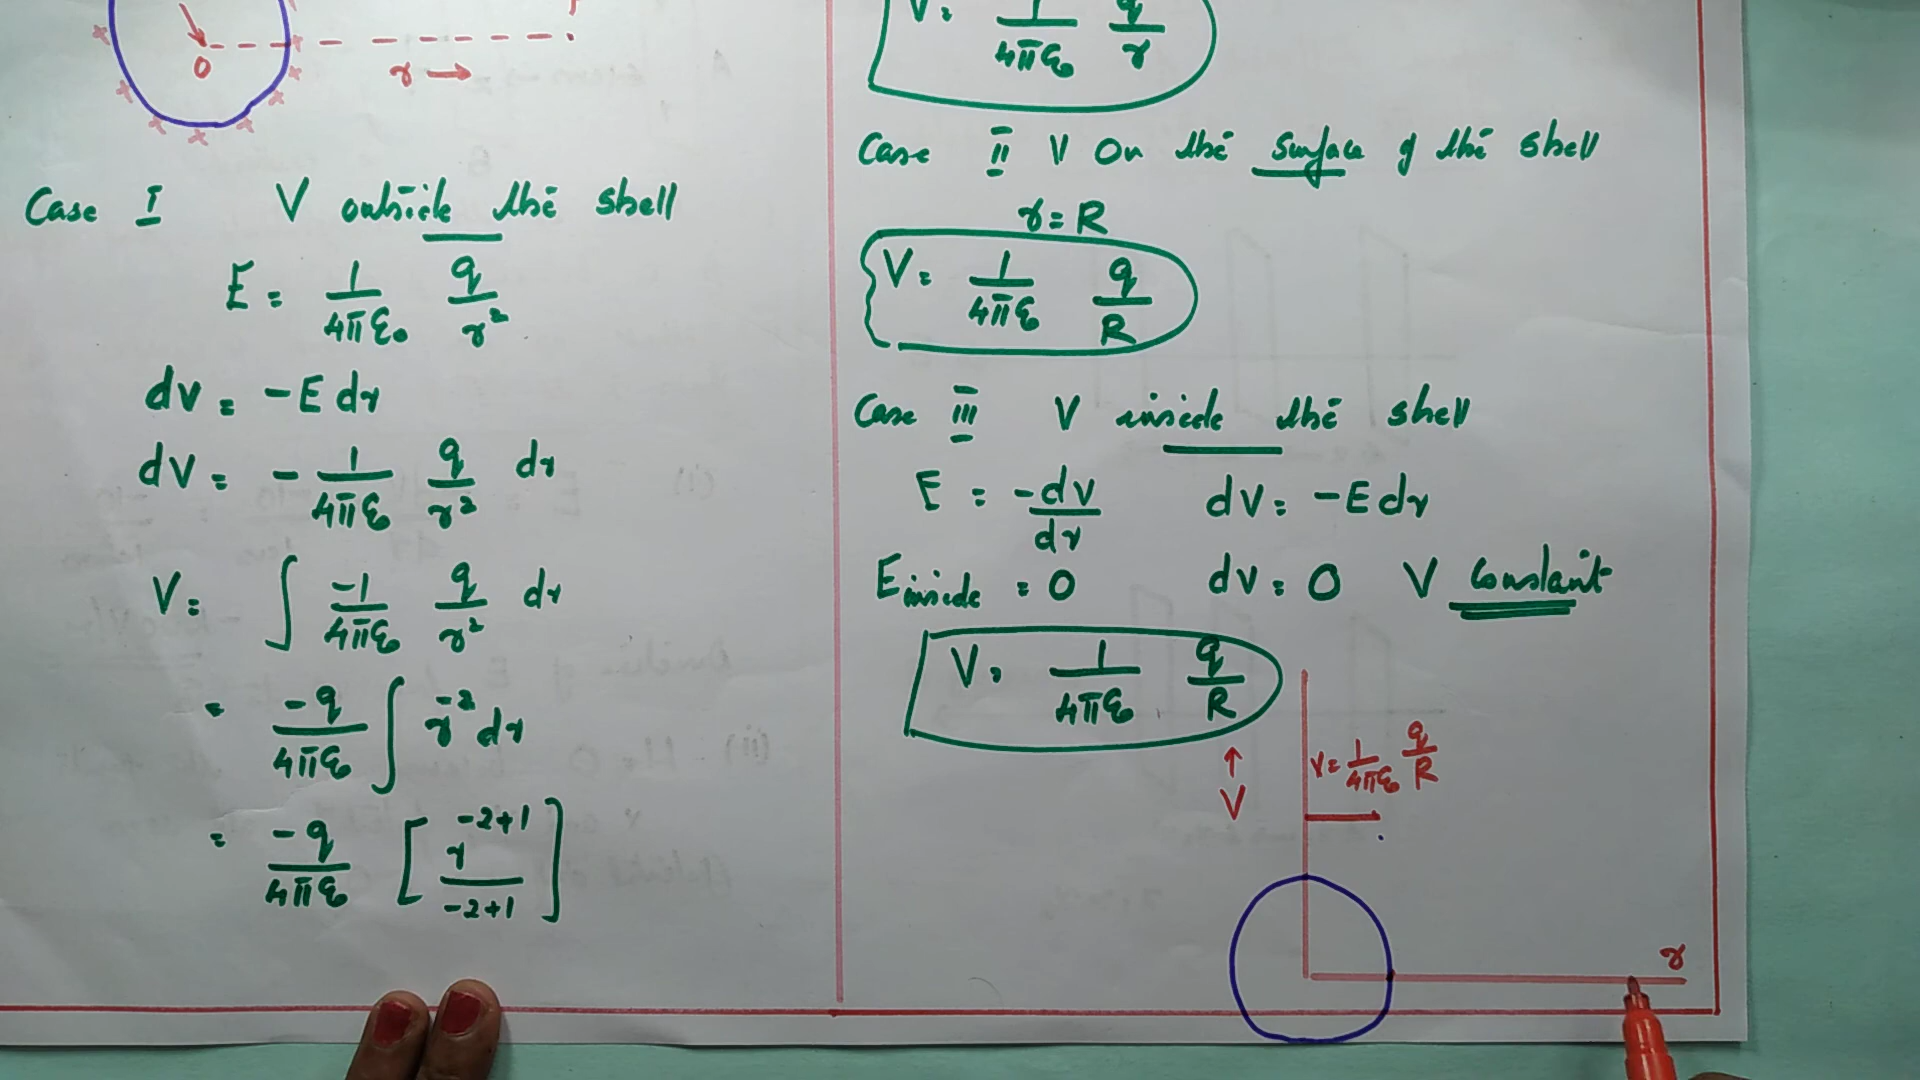 O
r →
Case I V outside the shell
E = 1/4πε₀ q/r²
dv = -E dr
dV = - 1/4πε₀ q/r² dr
V = ∫ -1/4πε₀ q/r² dr
= -q/4πε₀ ∫ r⁻² dr
= -q/4πε₀ [ r⁻²⁺¹/-2+1 ]
V = 1/4πε₀ q/r
Case II V on the surface of the shell
r = R
V = 1/4πε₀ q/R
Case III V inside the shell
E = -dv/dr dV = -E dr
E inside = 0 dv = 0 V Constant
V = 1/4πε₀ q/R
↑
V
V = 1/4πε₀ q/R
r